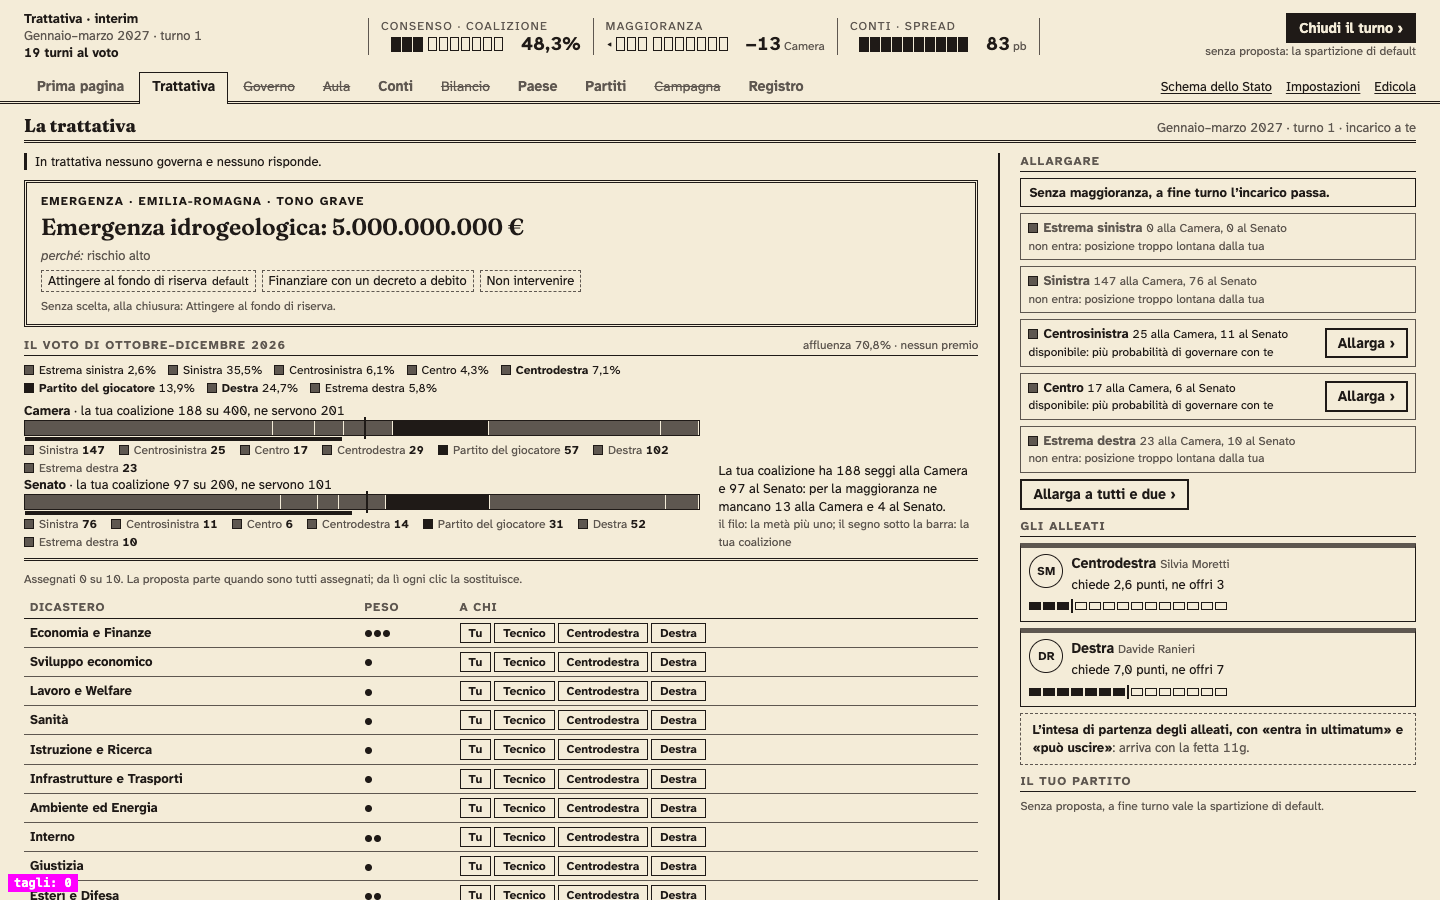 Trattativa · interim
Gennaio–marzo 2027 · turno 1
19 turni al voto
CONSENSO · COALIZIONE
48,3%
MAGGIORANZA
−13 Camera
CONTI · SPREAD
83 pb
Chiudi il turno ›
senza proposta: la spartizione di default
Prima pagina Trattativa Governo Aula Conti Bilancio Paese Partiti Campagna Registro
Schema dello Stato Impostazioni Edicola
La trattativa
Gennaio–marzo 2027 · turno 1 · incarico a te
In trattativa nessuno governa e nessuno risponde.
EMERGENZA · EMILIA-ROMAGNA · TONO GRAVE
Emergenza idrogeologica: 5.000.000.000 €
perché: rischio alto
Attingere al fondo di riserva default
Finanziare con un decreto a debito
Non intervenire
Senza scelta, alla chiusura: Attingere al fondo di riserva.
IL VOTO DI OTTOBRE–DICEMBRE 2026
affluenza 70,8% · nessun premio
Estrema sinistra 2,6% Sinistra 35,5% Centrosinistra 6,1% Centro 4,3% Centrodestra 7,1%
Partito del giocatore 13,9% Destra 24,7% Estrema destra 5,8%
Camera · la tua coalizione 188 su 400, ne servono 201
Sinistra 147 Centrosinistra 25 Centro 17 Centrodestra 29 Partito del giocatore 57 Destra 102
Estrema destra 23
Senato · la tua coalizione 97 su 200, ne servono 101
Sinistra 76 Centrosinistra 11 Centro 6 Centrodestra 14 Partito del giocatore 31 Destra 52
Estrema destra 10
La tua coalizione ha 188 seggi alla Camera
e 97 al Senato: per la maggioranza ne
mancano 13 alla Camera e 4 al Senato.
il filo: la metà più uno; il segno sotto la barra: la
tua coalizione
Assegnati 0 su 10. La proposta parte quando sono tutti assegnati; da lì ogni clic la sostituisce.
DICASTERO PESO A CHI
Economia e Finanze ●●● Tu Tecnico Centrodestra Destra
Sviluppo economico ● Tu Tecnico Centrodestra Destra
Lavoro e Welfare ● Tu Tecnico Centrodestra Destra
Sanità ● Tu Tecnico Centrodestra Destra
Istruzione e Ricerca ● Tu Tecnico Centrodestra Destra
Infrastrutture e Trasporti ● Tu Tecnico Centrodestra Destra
Ambiente ed Energia ● Tu Tecnico Centrodestra Destra
Interno ●● Tu Tecnico Centrodestra Destra
Giustizia ● Tu Tecnico Centrodestra Destra
Esteri e Difesa ●● Tu Tecnico Centrodestra Destra
tagli: 0
ALLARGARE
Senza maggioranza, a fine turno l’incarico passa.
Estrema sinistra 0 alla Camera, 0 al Senato
non entra: posizione troppo lontana dalla tua
Sinistra 147 alla Camera, 76 al Senato
non entra: posizione troppo lontana dalla tua
Centrosinistra 25 alla Camera, 11 al Senato
disponibile: più probabilità di governare con te
Allarga ›
Centro 17 alla Camera, 6 al Senato
disponibile: più probabilità di governare con te
Allarga ›
Estrema destra 23 alla Camera, 10 al Senato
non entra: posizione troppo lontana dalla tua
Allarga a tutti e due ›
GLI ALLEATI
SM
Centrodestra Silvia Moretti
chiede 2,6 punti, ne offri 3
DR
Destra Davide Ranieri
chiede 7,0 punti, ne offri 7
L’intesa di partenza degli alleati, con «entra in ultimatum» e
«può uscire»: arriva con la fetta 11g.
IL TUO PARTITO
Senza proposta, a fine turno vale la spartizione di default.